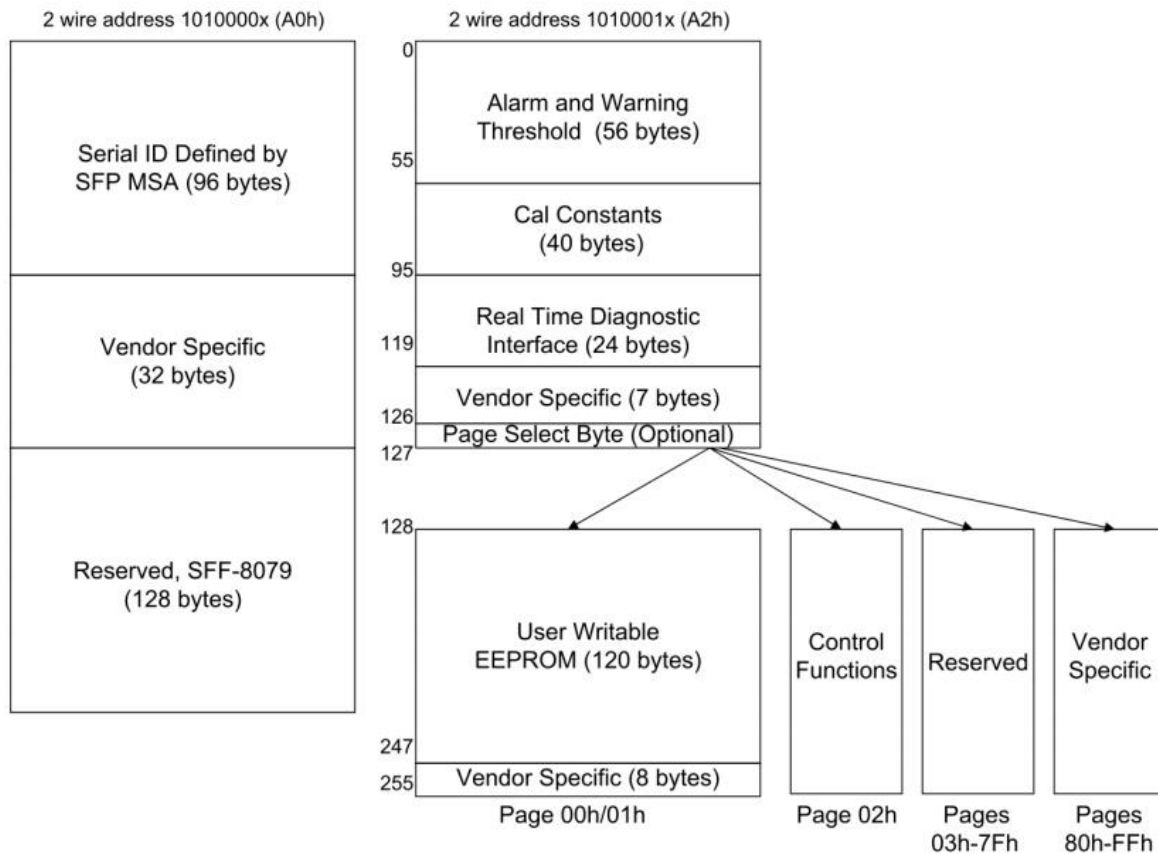 2 wire address 1010000x (A0h)
Serial ID Defined by
SFP MSA (96 bytes)
Vendor Specific
(32 bytes)
Reserved, SFF-8079
(128 bytes)
2 wire address 1010001x (A2h)
0
Alarm and Warning
Threshold (56 bytes)
55
Cal Constants
(40 bytes)
95
Real Time Diagnostic
Interface (24 bytes)
119
Vendor Specific (7 bytes)
126
Page Select Byte (Optional)
127
128
User Writable
EEPROM (120 bytes)
247
Vendor Specific (8 bytes)
255
Page 00h/01h
Control
Functions
Page 02h
Reserved
Pages
03h-7Fh
Vendor
Specific
Pages
80h-FFh